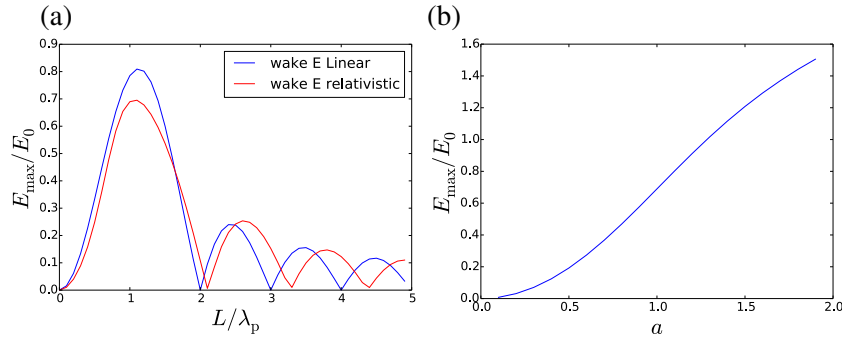 (a)
(b)
0.9
0.8
0.7
0.6
0.5
0.4
0.3
0.2
0.1
0.0
E_max/E_0
wake E Linear
wake E relativistic
0 1 2 3 4 5
L/λ_p
1.6
1.4
1.2
1.0
0.8
0.6
0.4
0.2
0.0
E_max/E_0
0.0 0.5 1.0 1.5 2.0
a